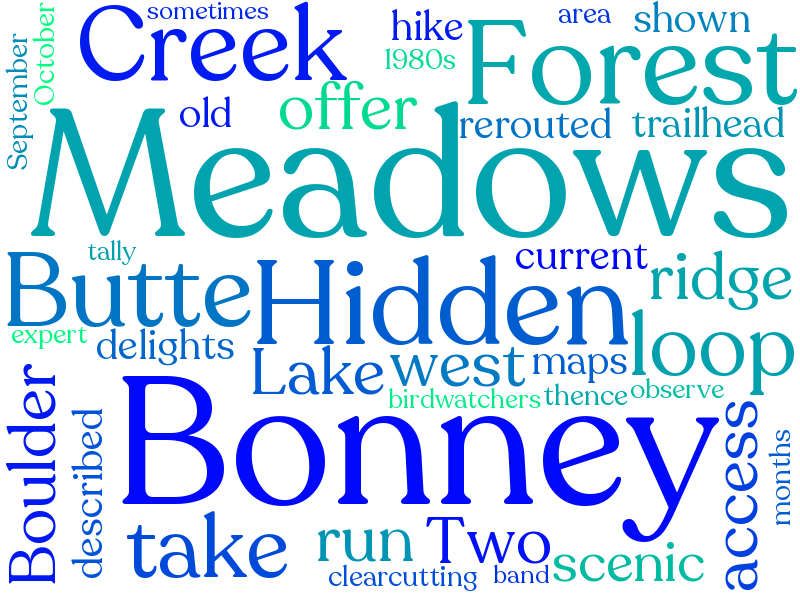 sometimes
area
Creek
hike
Forest
shown
September
October
1980s
old
offer
rerouted
trailhead
Meadows
tally
current
Butte
Hidden
ridge
expert
delights
loop
Lake
west
maps
birdwatchers
thence
observe
Boulder
described
Bonney
access
months
take
run
Two
scenic
clearcutting
band